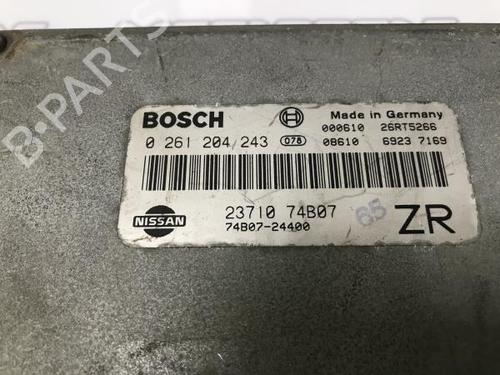 BOSCH
Made in Germany
000610 26RT5266
0 261 204 243 078 08610 6923 7169
NISSAN
23710 74B07 65 ZR
74B07-24400
B-PARTS